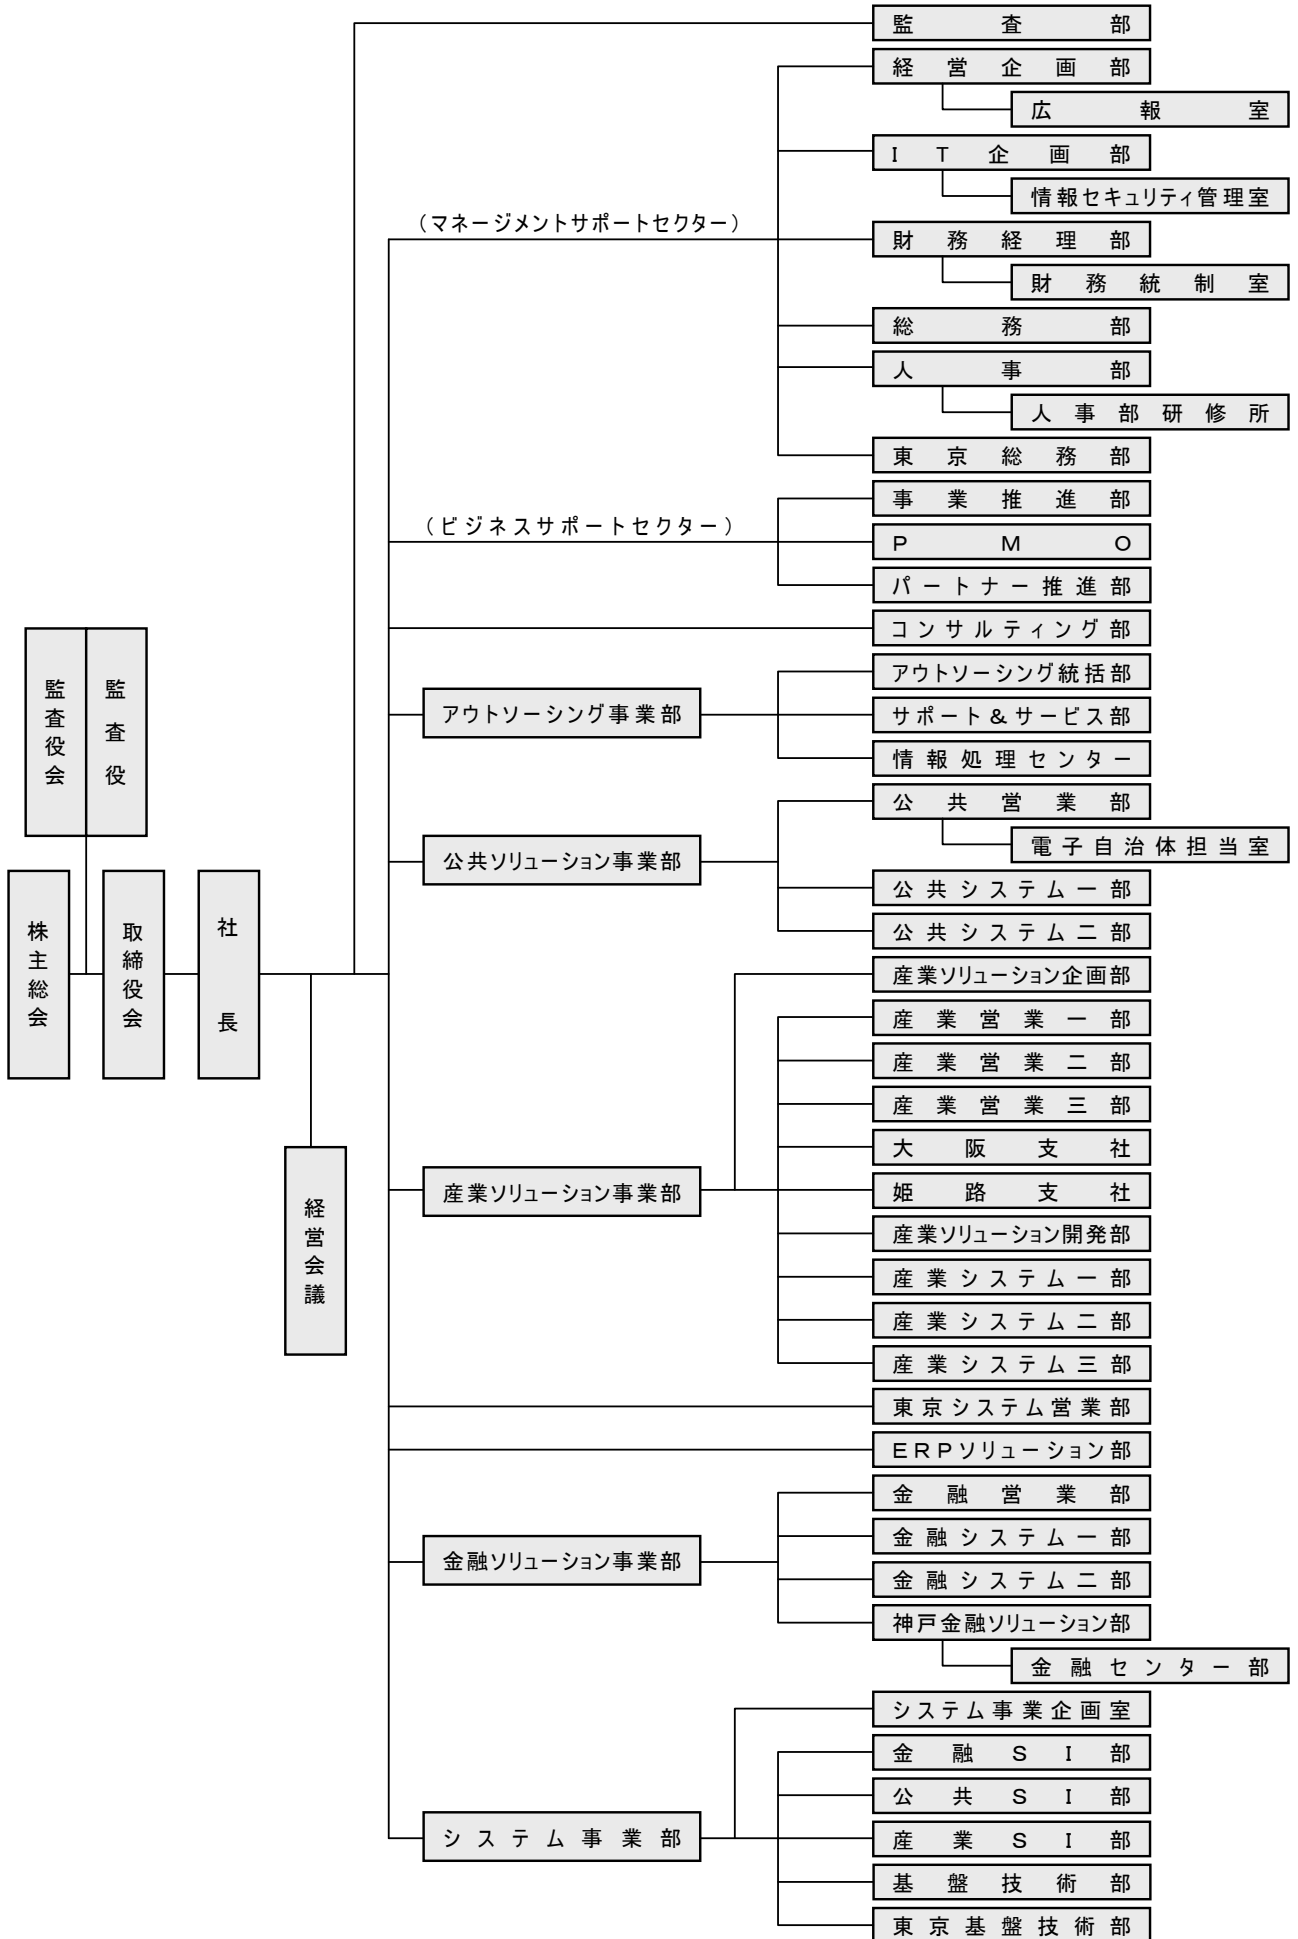 監査部
経営企画部
広報室
IT企画部
情報セキュリティ管理室
(マネージメントサポートセクター)
財務経理部
財務統制室
総務部
人事部
人事部研修所
東京総務部
事業推進部
(ビジネスサポートセクター)
PMO
パートナー推進部
コンサルティング部
アウトソーシング統括部
アウトソーシング事業部
サポート&サービス部
情報処理センター
公共営業部
電子自治体担当室
公共ソリューション事業部
公共システム一部
公共システム二部
監査役会
監査役
株主総会
取締役会
社長
経営会議
産業ソリューション企画部
産業営業一部
産業営業二部
産業営業三部
大阪支社
産業ソリューション事業部
姫路支社
産業ソリューション開発部
産業システム一部
産業システム二部
産業システム三部
東京システム営業部
ERPソリューション部
金融営業部
金融システム一部
金融ソリューション事業部
金融システム二部
神戸金融ソリューション部
金融センター部
システム事業企画室
金融SI部
公共SI部
システム事業部
産業SI部
基盤技術部
東京基盤技術部